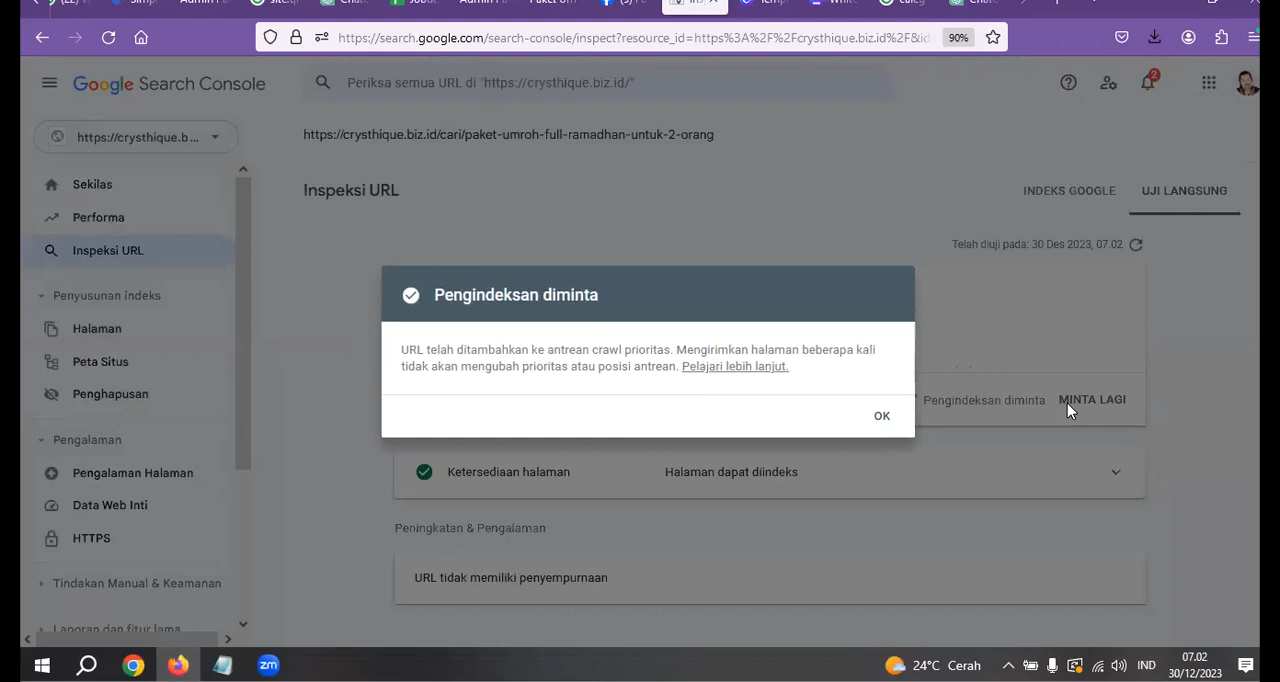 https://search.google.com/search-console/inspect?resource_id=https%3A%2F%2Fcrysthique.biz.id%2F&id
90%
Google Search Console
Periksa semua URL di "https://crysthique.biz.id/"
2
https://crysthique.b...
https://crysthique.biz.id/cari/paket-umroh-full-ramadhan-untuk-2-orang
Sekilas
Performa
Inspeksi URL
Penyusunan indeks
Halaman
Peta Situs
Penghapusan
Pengalaman
Pengalaman Halaman
Data Web Inti
HTTPS
Tindakan Manual & Keamanan
Laporan dan fitur lama
Inspeksi URL
INDEKS GOOGLE
UJI LANGSUNG
Telah diuji pada: 30 Des 2023, 07.02
Pengindeksan diminta
URL telah ditambahkan ke antrean crawl prioritas. Mengirimkan halaman beberapa kali
tidak akan mengubah prioritas atau posisi antrean. Pelajari lebih lanjut.
OK
Pengindeksan diminta
MINTA LAGI
Ketersediaan halaman
Halaman dapat diindeks
Peningkatan & Pengalaman
URL tidak memiliki penyempurnaan
zm
24°C Cerah
IND
07.02
30/12/2023